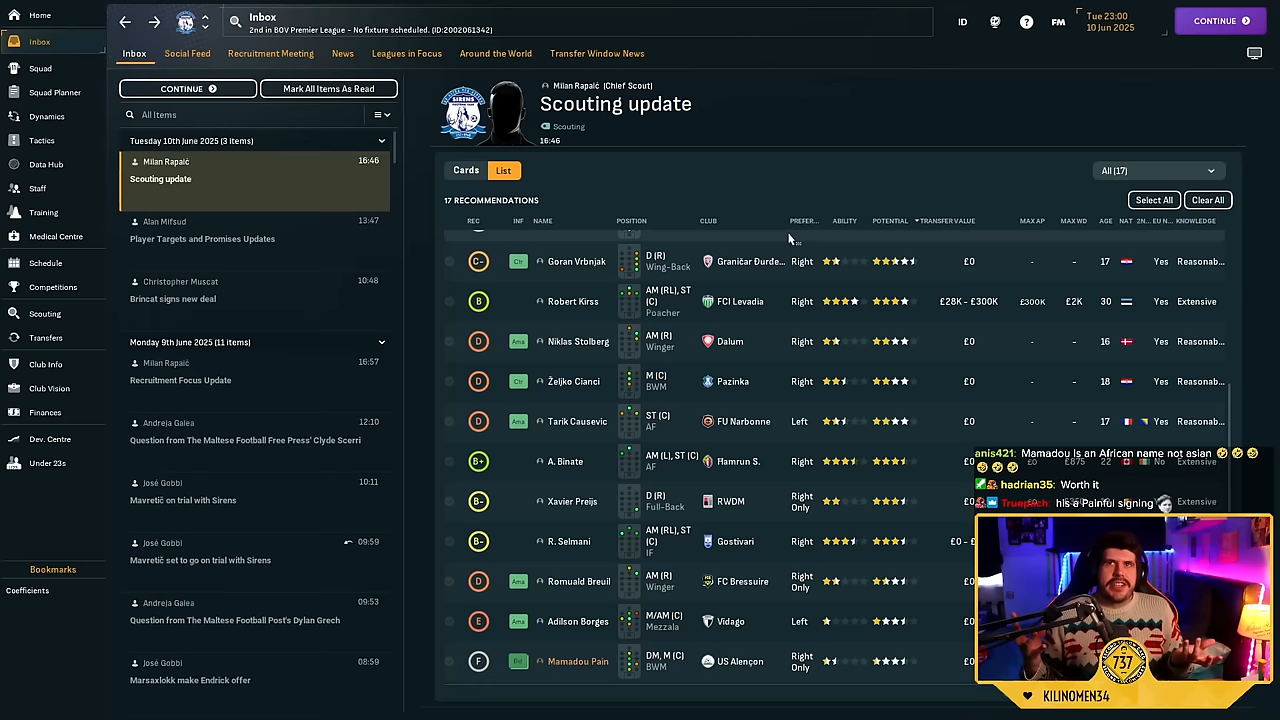 Home
Inbox
Squad
Squad Planner
Dynamics
Tactics
Data Hub
Staff
Training
Medical Centre
Schedule
Competitions
Scouting
Transfers
Club Info
Club Vision
Finances
Dev. Centre
Under 23s
Bookmarks
Coefficients
Inbox
2nd in BOV Premier League - No fixture scheduled. (ID:2002061342)
ID
FM
Tue 23:00
10 Jun 2025
CONTINUE
Inbox Social Feed Recruitment Meeting News Leagues in Focus Around the World Transfer Window News
CONTINUE
Mark All Items As Read
All Items
Tuesday 10th June 2025 (3 Items)
Milan Rapaić 16:46
Scouting update
Alan Mifsud 13:47
Player Targets and Promises Updates
Christopher Muscat 10:48
Brincat signs new deal
Monday 9th June 2025 (11 items)
Milan Rapaić 16:57
Recruitment Focus Update
Andreja Galea 12:10
Question from The Maltese Football Free Press' Clyde Scerri
José Gobbi 10:11
Mavretič on trial with Sirens
José Gobbi 09:59
Mavretič set to go on trial with Sirens
Andreja Galea 09:53
Question from The Maltese Football Post's Dylan Grech
José Gobbi 08:59
Marsaxlokk make Endrick offer
SIRENS
Milan Rapaić (Chief Scout)
Scouting update
Scouting
16:46
Cards List
All (17)
17 RECOMMENDATIONS
Select All Clear All
REC INF NAME POSITION CLUB PREFER... ABILITY POTENTIAL TRANSFER VALUE MAX AP MAX WD AGE NAT 2N... EU N... KNOWLEDGE
C- Ctr Goran Vrbnjak D (R) Wing-Back Graničar Đurđe... Right £0 - - 17 Yes Reasonab...
B Robert Kirss AM (RL), ST (C) Poacher FCI Levadia Right £28K - £300K £300K £2K 30 Yes Extensive
D Ama Niklas Stolberg AM (R) Winger Dalum Right £0 - - 16 Yes Reasonab...
D Ctr Željko Cianci M (C) BWM Pazinka Right £0 - - 18 Yes Reasonab...
D Ama Tarik Causevic ST (C) AF FU Narbonne Left £0 - - 17 Yes Reasonab...
B+ A. Binate AM (L), ST (C) AF Ħamrun S. Right £0 £0 £875 22 No Extensive
B- Xavier Preijs D (R) Full-Back RWDM Right Only
B- R. Selmani AM (RL), ST (C) IF Gostivari Right £0 - £
D Ama Romuald Breuil AM (R) Winger FC Bressuire Right Only £0
E Ama Adilson Borges M/AM (C) Mezzala Vidago Left £0
F Bid Mamadou Pain DM, M (C) BWM US Alençon Right Only £0
anis421: Mamadou is an African name not asian
hadrian35: Worth it
Truepach his a Painful signing
737
KILINOMEN34